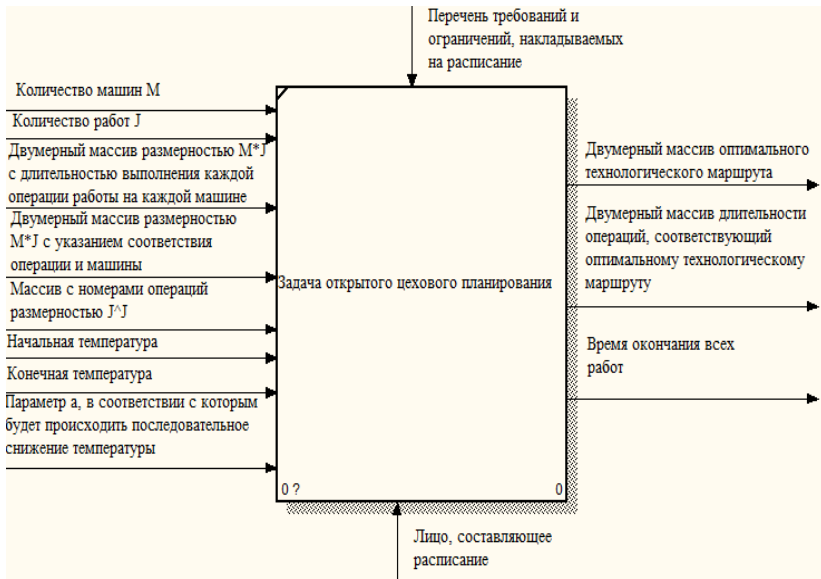 Перечень требований и
ограничений, накладываемых
на расписание
Количество машин M
Количество работ J
Двумерный массив размерностью M*J
с длительностью выполнения каждой
операции работы на каждой машине
Двумерный массив размерностью
M*J с указанием соответствия
операции и машины
Массив с номерами операций
размерностью J^J
Начальная температура
Конечная температура
Параметр a, в соответствии с которым
будет происходить последовательное
снижение температуры
Задача открытого цехового планирования
0 ?
0
Двумерный массив оптимального
технологического маршрута
Двумерный массив длительности
операций, соответствующий
оптимальному технологическому
маршруту
Время окончания всех
работ
Лицо, составляющее
расписание